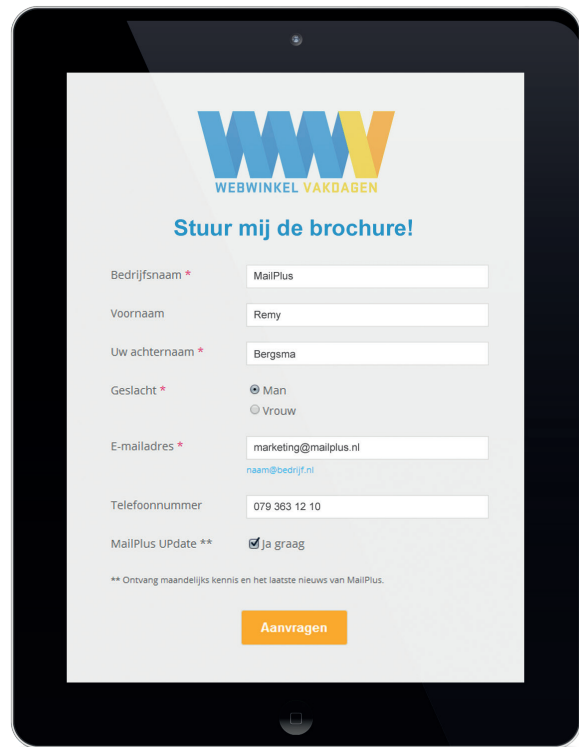 WEBWINKEL VAKDAGEN
Stuur mij de brochure!
Bedrijfsnaam * MailPlus
Voornaam Remy
Uw achternaam * Bergsma
Geslacht * Man
Vrouw
E-mailadres * marketing@mailplus.nl
naam@bedrijf.nl
Telefoonnummer 079 363 12 10
MailPlus UPdate ** Ja graag
** Ontvang maandelijks kennis en het laatste nieuws van MailPlus.
Aanvragen